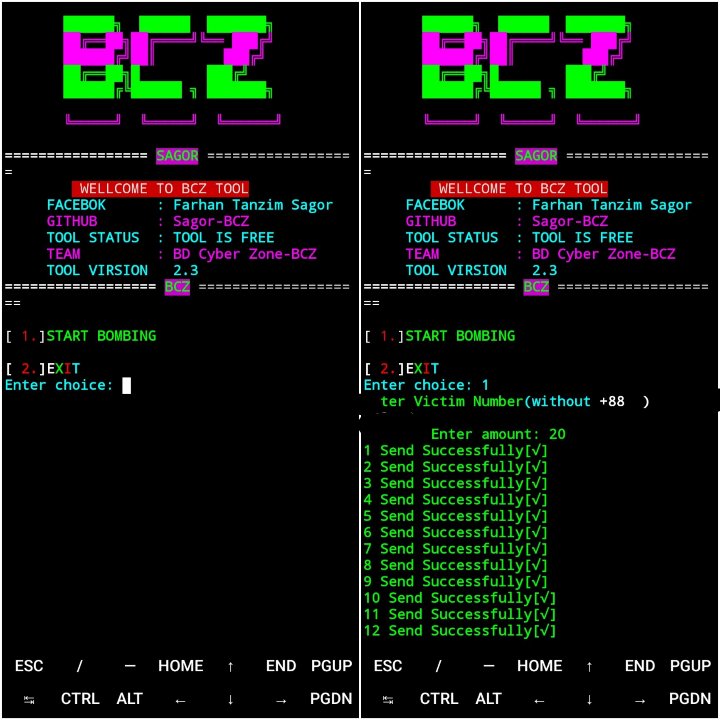 BCZ
SAGOR
WELLCOME TO BCZ TOOL
FACEBOK : Farhan Tanzim Sagor
GITHUB : Sagor-BCZ
TOOL STATUS : TOOL IS FREE
TEAM : BD Cyber Zone-BCZ
TOOL VIRSION 2.3
BCZ
[ 1.]START BOMBING
[ 2.]EXIT
Enter choice:
ESC / — HOME ↑ END PGUP
↹ CTRL ALT ← ↓ → PGDN
BCZ
SAGOR
WELLCOME TO BCZ TOOL
FACEBOK : Farhan Tanzim Sagor
GITHUB : Sagor-BCZ
TOOL STATUS : TOOL IS FREE
TEAM : BD Cyber Zone-BCZ
TOOL VIRSION 2.3
BCZ
[ 1.]START BOMBING
[ 2.]EXIT
Enter choice: 1
ter Victim Number(without +88 )
Enter amount: 20
1 Send Successfully[√]
2 Send Successfully[√]
3 Send Successfully[√]
4 Send Successfully[√]
5 Send Successfully[√]
6 Send Successfully[√]
7 Send Successfully[√]
8 Send Successfully[√]
9 Send Successfully[√]
10 Send Successfully[√]
11 Send Successfully[√]
12 Send Successfully[√]
ESC / — HOME ↑ END PGUP
↹ CTRL ALT ← ↓ → PGDN